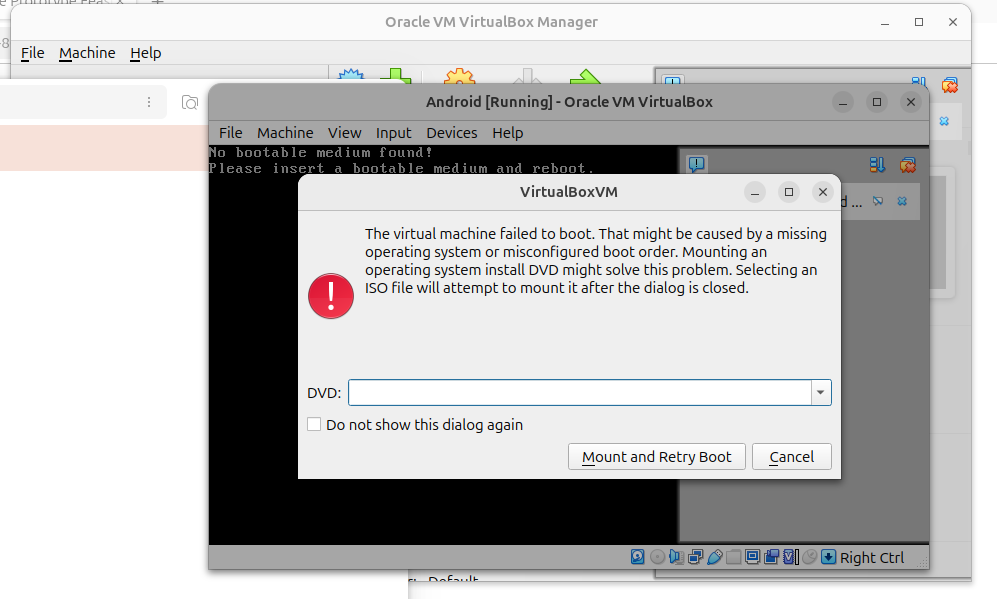 Oracle VM VirtualBox Manager
File Machine Help
Android [Running] - Oracle VM VirtualBox
File Machine View Input Devices Help
No bootable medium found!
Please insert a bootable medium and reboot.
VirtualBoxVM
d ...
The virtual machine failed to boot. That might be caused by a missing
operating system or misconfigured boot order. Mounting an
operating system install DVD might solve this problem. Selecting an
ISO file will attempt to mount it after the dialog is closed.
DVD:
Do not show this dialog again
Mount and Retry Boot Cancel
Right Ctrl
Default